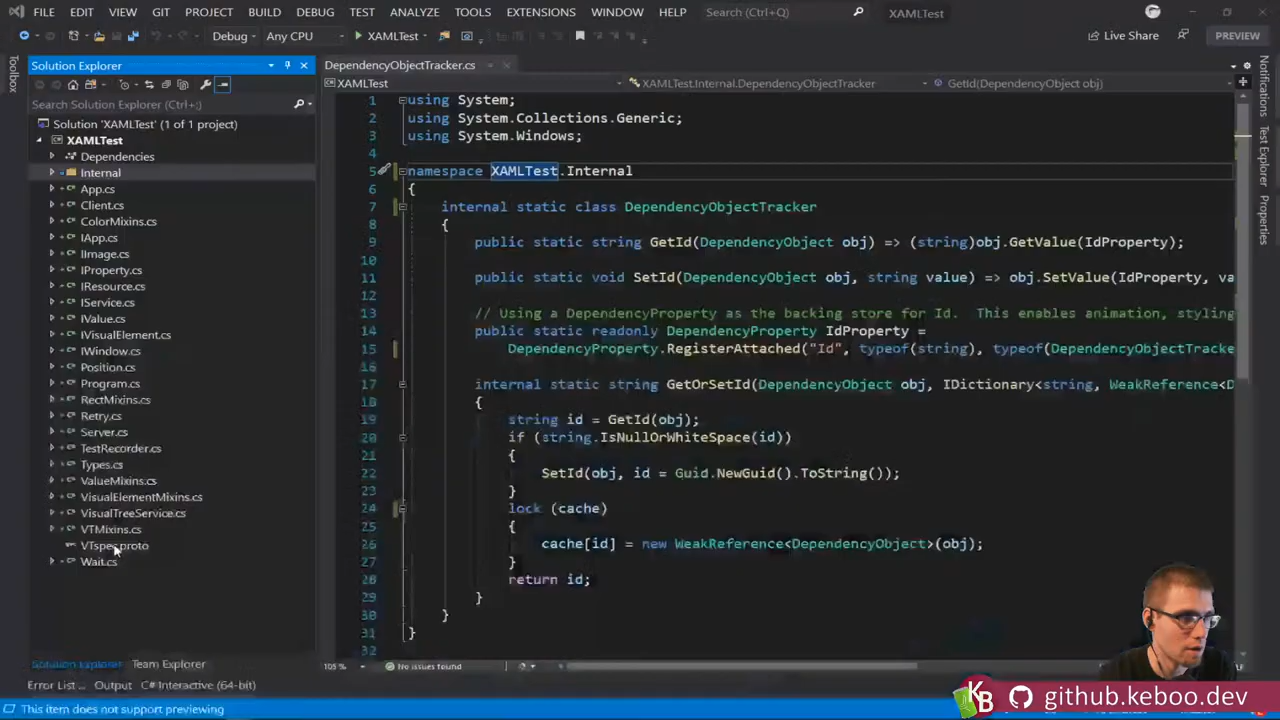 FILE EDIT VIEW GIT PROJECT BUILD DEBUG TEST ANALYZE TOOLS EXTENSIONS WINDOW HELP Search (Ctrl+Q) XAMLTest
Debug Any CPU XAMLTest Live Share PREVIEW
Toolbox
Solution Explorer
Search Solution Explorer (Ctrl+;)
Solution 'XAMLTest' (1 of 1 project)
XAMLTest
Dependencies
Internal
App.cs
Client.cs
ColorMixins.cs
IApp.cs
IImage.cs
IProperty.cs
IResource.cs
IService.cs
IValue.cs
IVisualElement.cs
IWindow.cs
Position.cs
Program.cs
RectMixins.cs
Retry.cs
Server.cs
TestRecorder.cs
Types.cs
ValueMixins.cs
VisualElementMixins.cs
VisualTreeService.cs
VTMixins.cs
VTspec.proto
Wait.cs
Solution Explorer Team Explorer
DependencyObjectTracker.cs
XAMLTest XAMLTest.Internal.DependencyObjectTracker GetId(DependencyObject obj)
1 using System;
2 using System.Collections.Generic;
3 using System.Windows;
4
5 namespace XAMLTest.Internal
6 {
7 internal static class DependencyObjectTracker
8 {
9 public static string GetId(DependencyObject obj) => (string)obj.GetValue(IdProperty);
10
11 public static void SetId(DependencyObject obj, string value) => obj.SetValue(IdProperty, va
12
13 // Using a DependencyProperty as the backing store for Id. This enables animation, styling
14 public static readonly DependencyProperty IdProperty =
15 DependencyProperty.RegisterAttached("Id", typeof(string), typeof(DependencyObjectTracke
16
17 internal static string GetOrSetId(DependencyObject obj, IDictionary<string, WeakReference<D
18 {
19 string id = GetId(obj);
20 if (string.IsNullOrWhiteSpace(id))
21 {
22 SetId(obj, id = Guid.NewGuid().ToString());
23 }
24 lock (cache)
25 {
26 cache[id] = new WeakReference<DependencyObject>(obj);
27 }
28 return id;
29 }
30 }
31 }
32
105 % No issues found
Notifications
Test Explorer
Properties
Error List ... Output C# Interactive (64-bit)
This item does not support previewing
KB github.keboo.dev